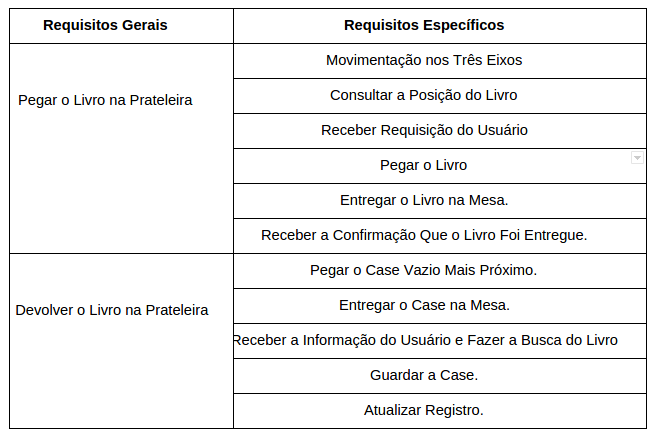 Requisitos Gerais
Requisitos Específicos
Pegar o Livro na Prateleira
Movimentação nos Três Eixos
Consultar a Posição do Livro
Receber Requisição do Usuário
Pegar o Livro
Entregar o Livro na Mesa.
Receber a Confirmação Que o Livro Foi Entregue.
Devolver o Livro na Prateleira
Pegar o Case Vazio Mais Próximo.
Entregar o Case na Mesa.
Receber a Informação do Usuário e Fazer a Busca do Livro
Guardar a Case.
Atualizar Registro.